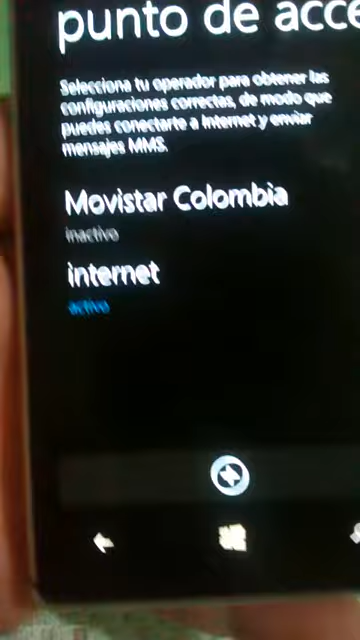 punto de acce
Selecciona tu operador para obtener las
configuraciones correctas, de modo que
puedes conectarte a Internet y enviar
mensajes MMS.
Movistar Colombia
inactivo
internet
activo